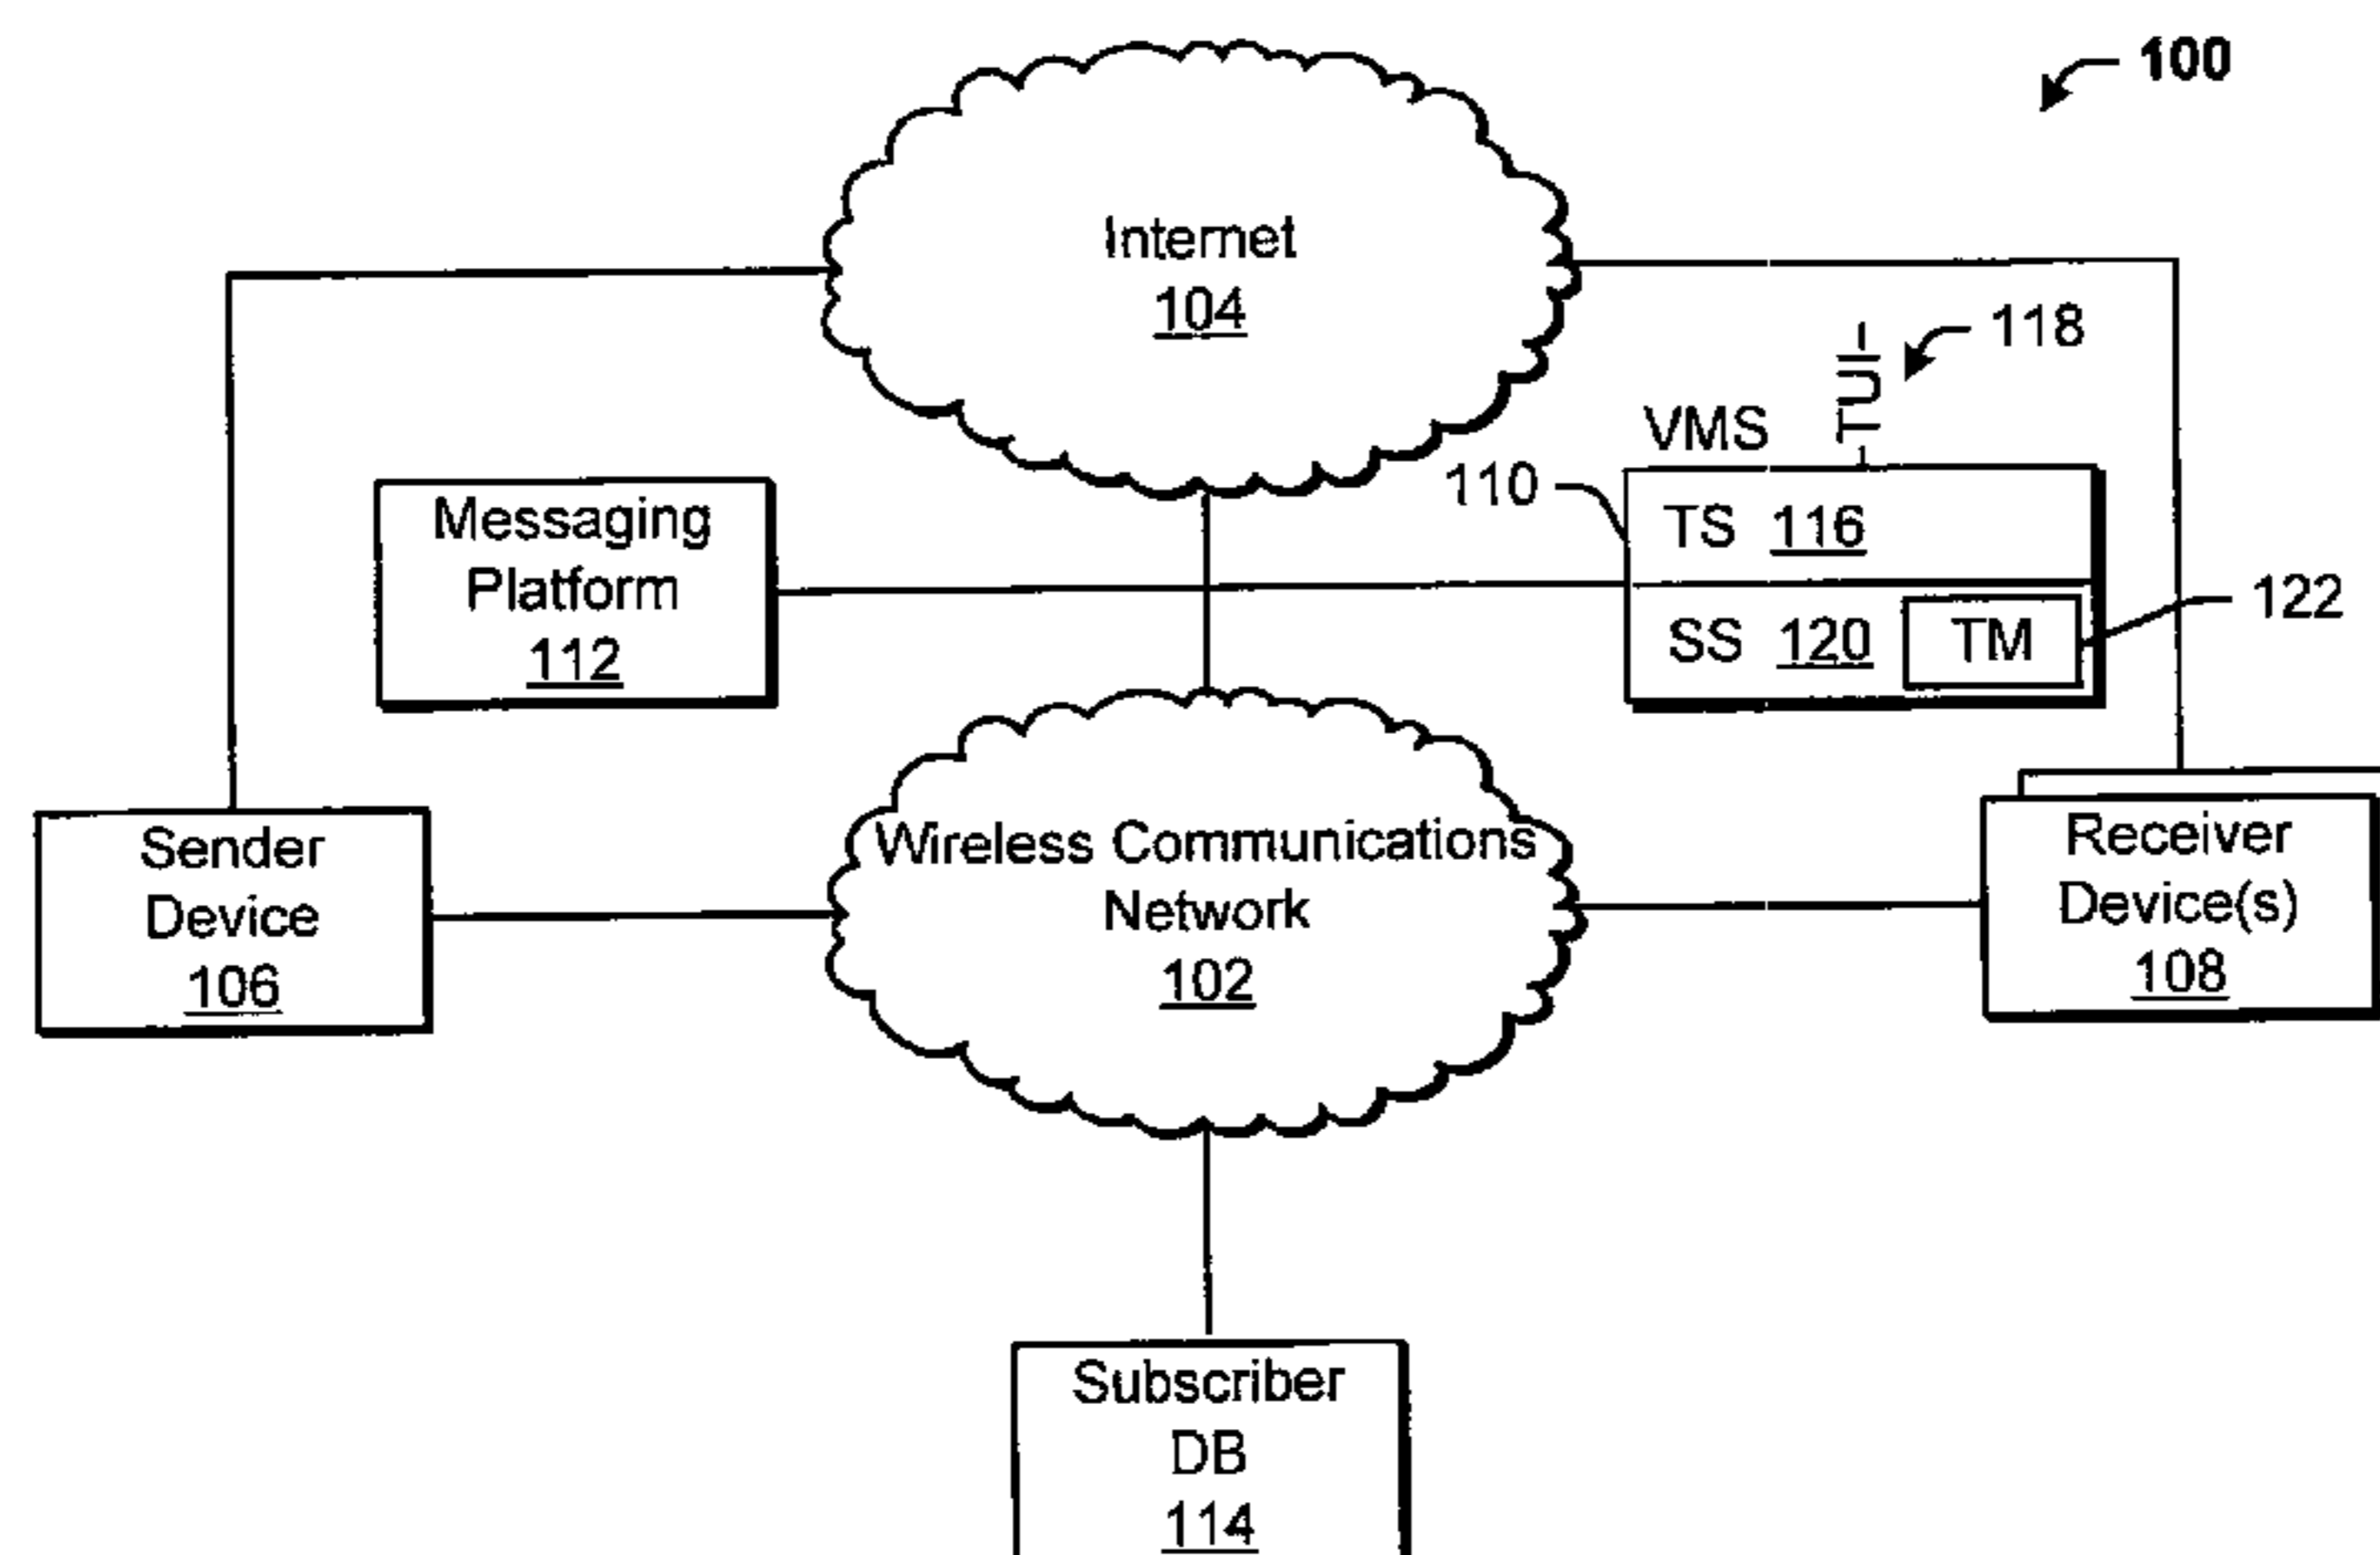 100
Internet
104
118
TUI
VMS
110
TS 116
Messaging
Platform
112
SS 120 TM
122
Sender
Device
106
Wireless Communications
Network
102
Receiver
Device(s)
108
Subscriber
DB
114